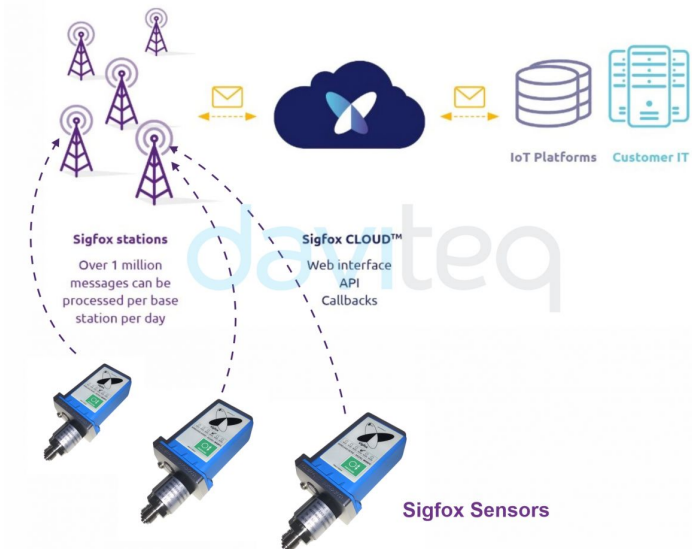 IoT Platforms
Customer IT
Sigfox stations
Over 1 million
messages can be
processed per base
station per day
Sigfox CLOUD™
Web interface
API
Callbacks
daviteq
Sigfox Sensors